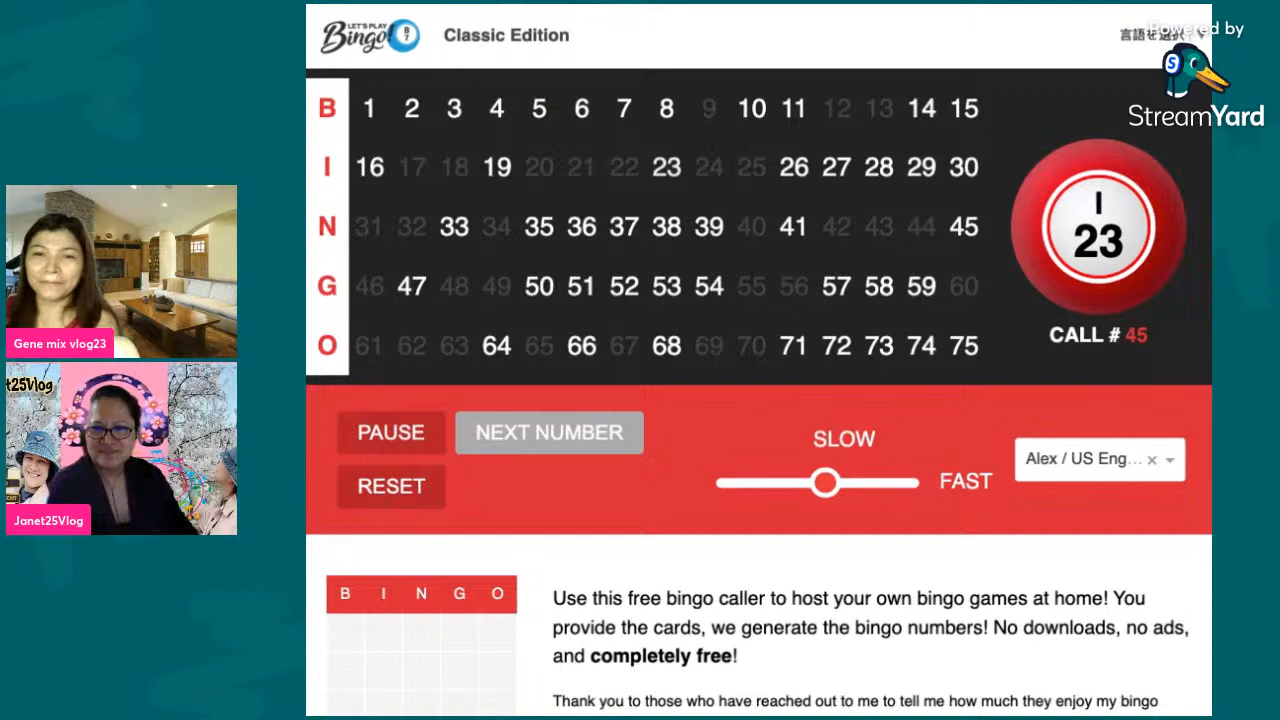 LET'S PLAY
Bingo!
B
7
Classic Edition
言語を選択
Powered by
S
StreamYard
B 1 2 3 4 5 6 7 8 9 10 11 12 13 14 15
I 16 17 18 19 20 21 22 23 24 25 26 27 28 29 30
N 31 32 33 34 35 36 37 38 39 40 41 42 43 44 45
G 46 47 48 49 50 51 52 53 54 55 56 57 58 59 60
O 61 62 63 64 65 66 67 68 69 70 71 72 73 74 75
I
23
CALL # 45
PAUSE
NEXT NUMBER
RESET
SLOW
FAST
Alex / US Eng...
Gene mix vlog23
et25Vlog
Janet25Vlog
B I N G O
Use this free bingo caller to host your own bingo games at home! You
provide the cards, we generate the bingo numbers! No downloads, no ads,
and completely free!
Thank you to those who have reached out to me to tell me how much they enjoy my bingo